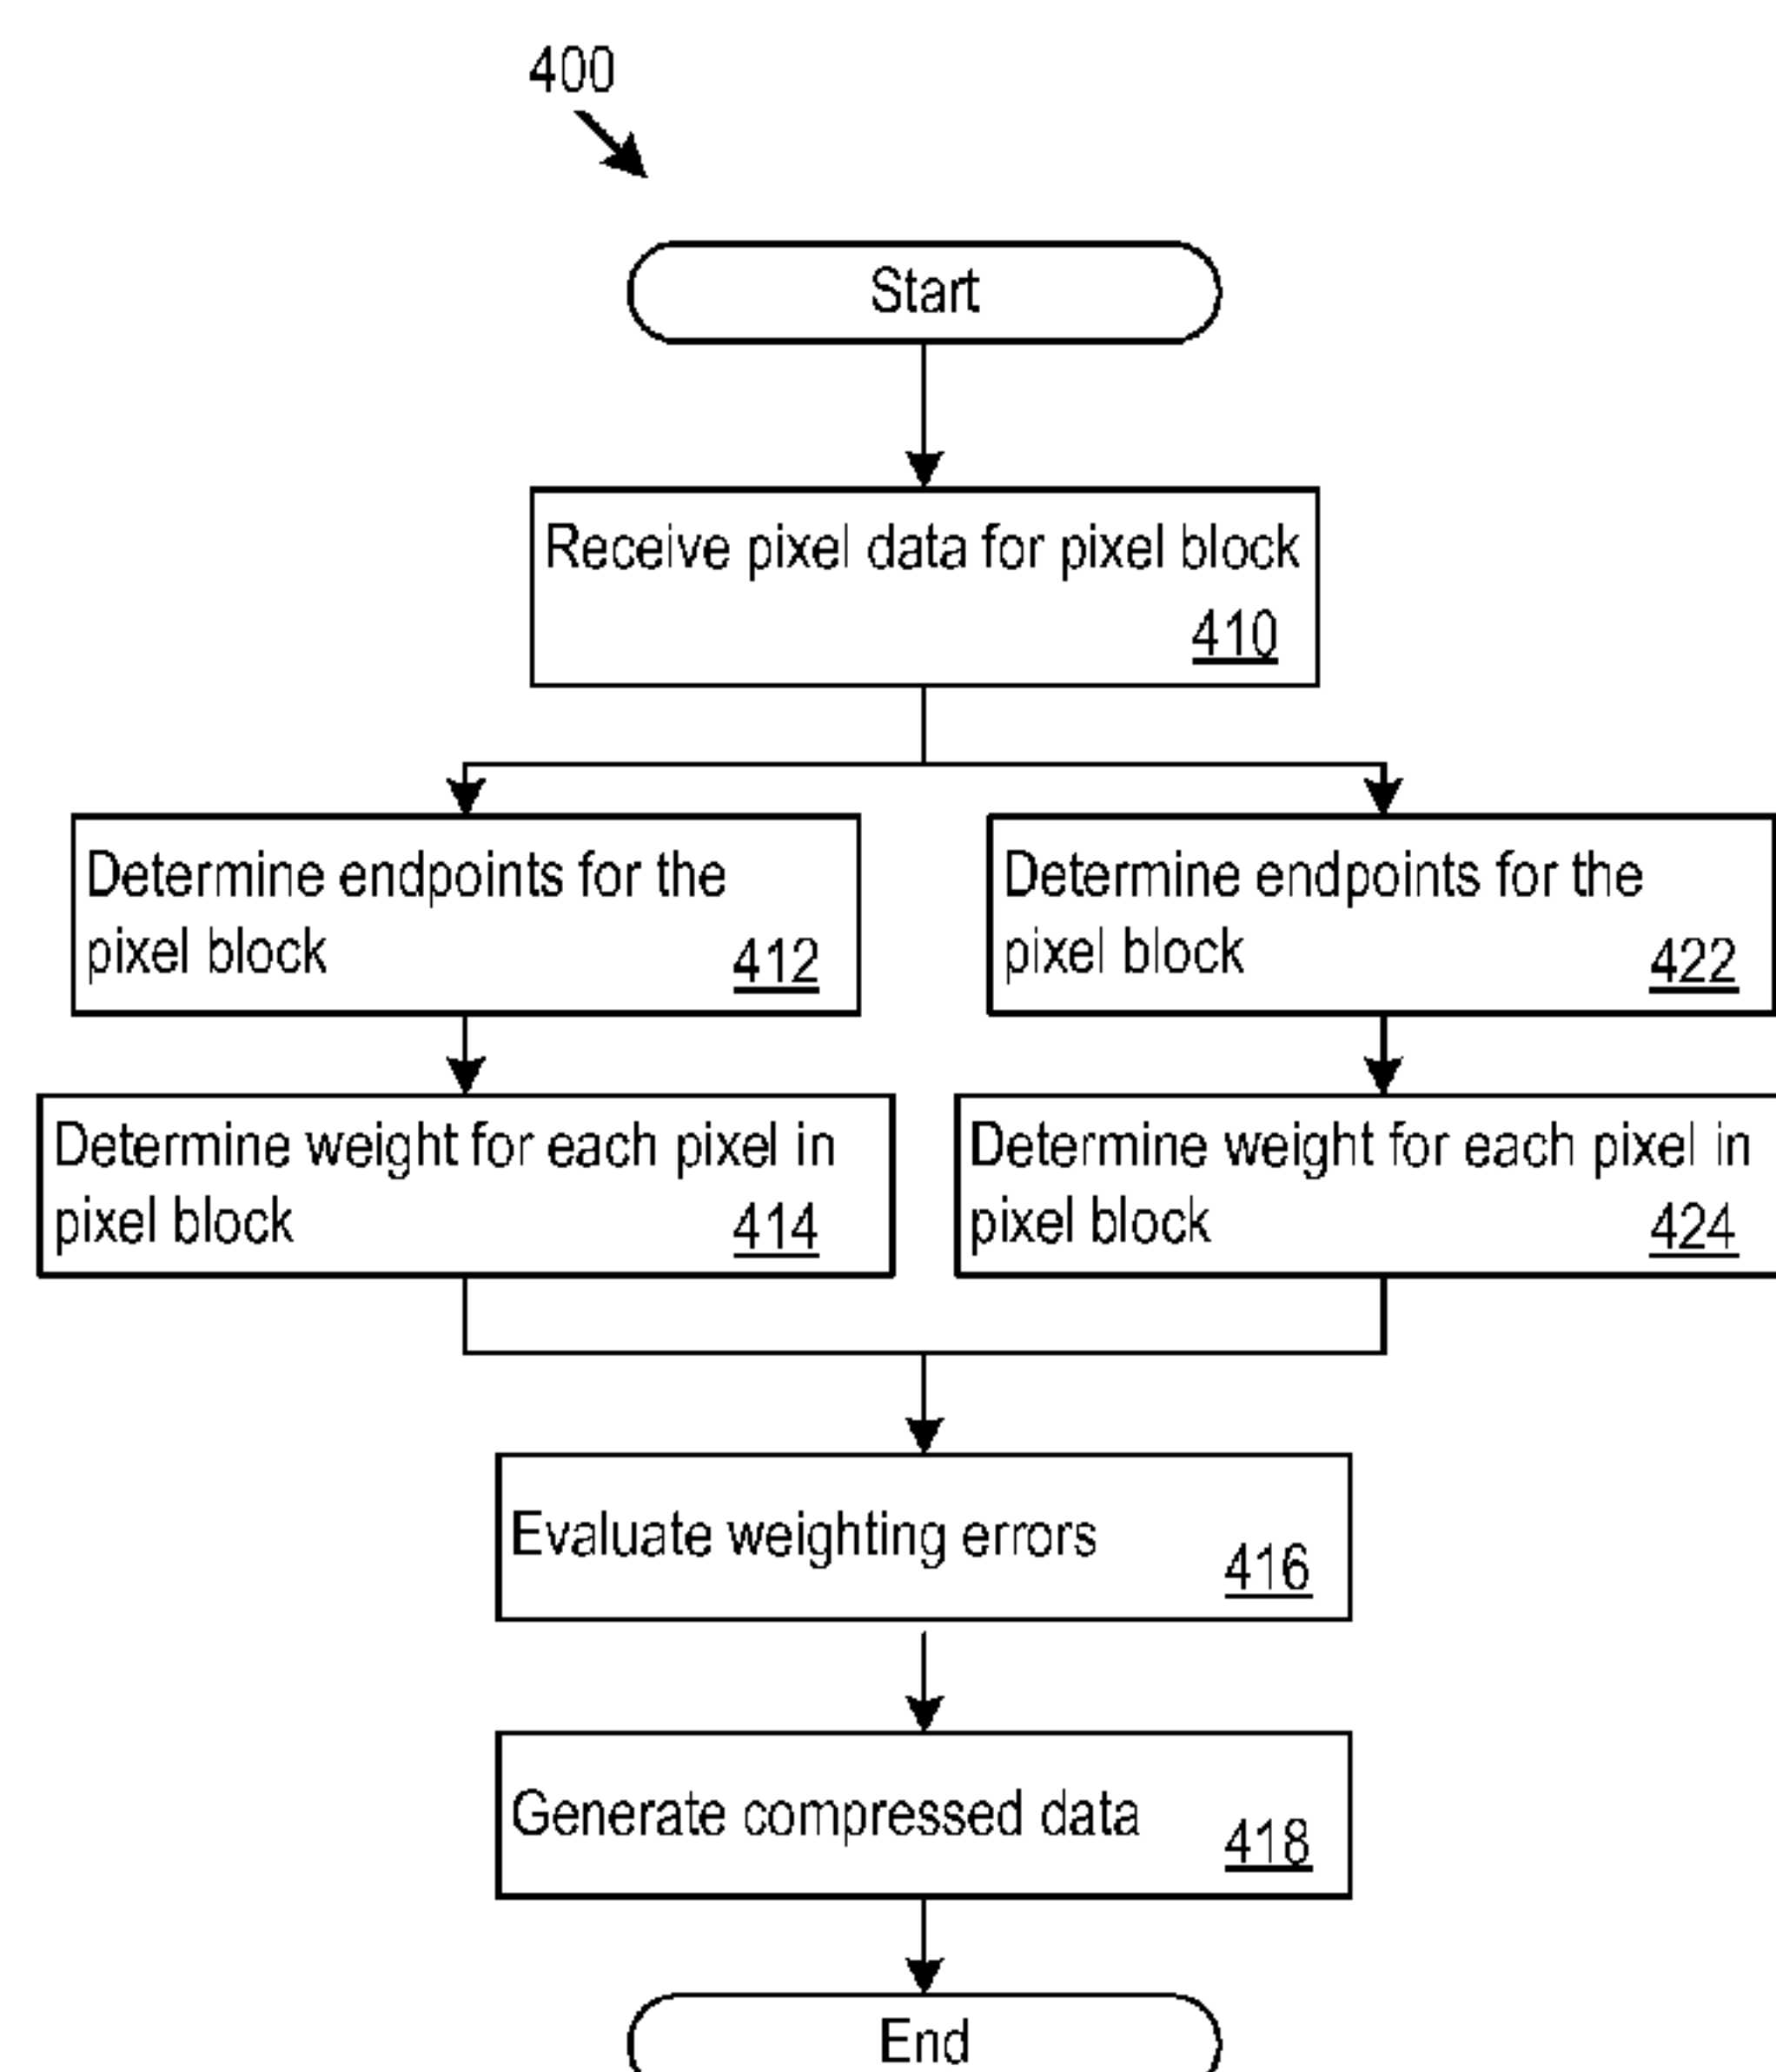 400
Start
Receive pixel data for pixel block
410
Determine endpoints for the
pixel block
412
Determine endpoints for the
pixel block
422
Determine weight for each pixel in
pixel block
414
Determine weight for each pixel in
pixel block
424
Evaluate weighting errors
416
Generate compressed data
418
End